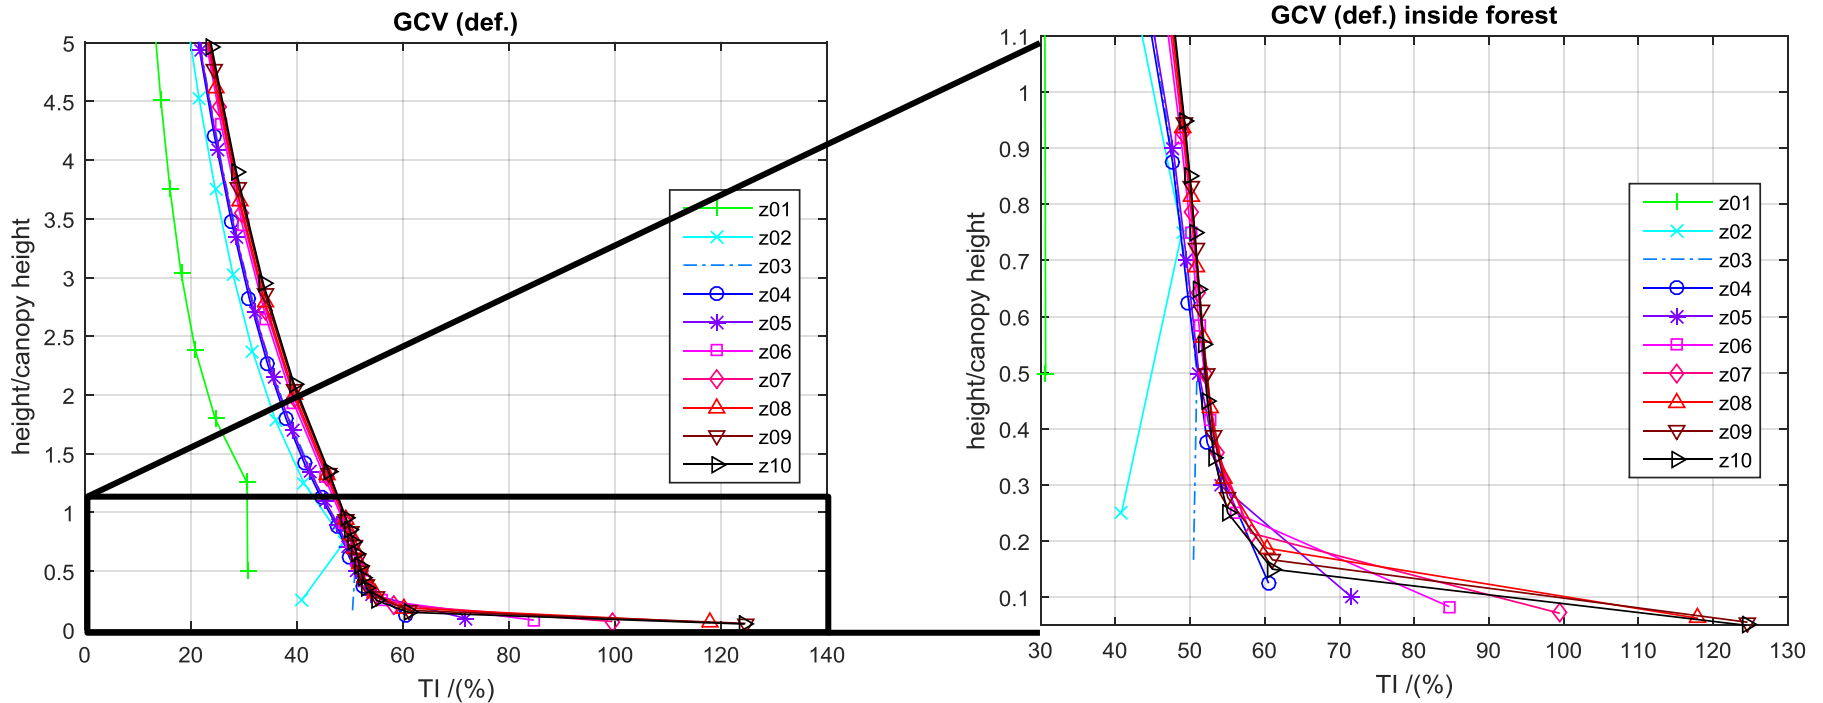 GCV (def.)
5
4.5
4
3.5
3
2.5
2
1.5
1
0.5
0
height/canopy height
0 20 40 60 80 100 120 140
TI /(%)
z01
z02
z03
z04
z05
z06
z07
z08
z09
z10
GCV (def.) inside forest
1.1
1
0.9
0.8
0.7
0.6
0.5
0.4
0.3
0.2
0.1
height/canopy height
30 40 50 60 70 80 90 100 110 120 130
TI /(%)
z01
z02
z03
z04
z05
z06
z07
z08
z09
z10